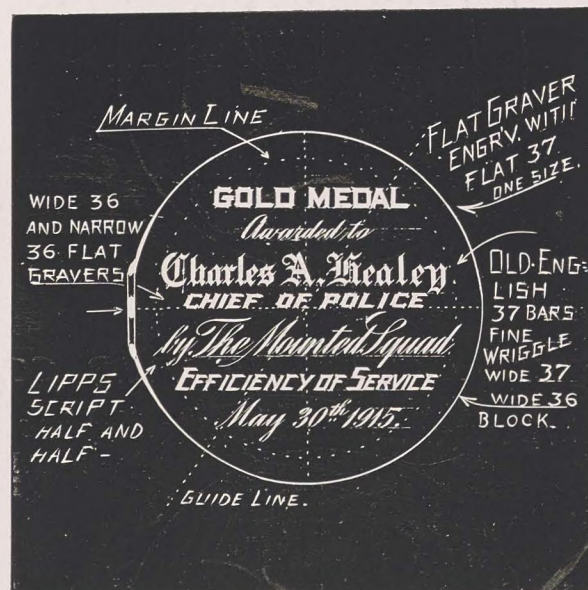 MARGIN LINE
FLAT GRAVER
ENGR'V. WITH
FLAT 37
ONE SIZE.
WIDE 36
AND NARROW
36 FLAT
GRAVERS
GOLD MEDAL
Awarded to
Charles A. Healey
CHIEF OF POLICE
by The Mounted Squad
EFFICIENCY OF SERVICE
May 30th 1915.
OLD-ENG=
LISH
37 BARS
FINE
WRIGGLE
WIDE 37
WIDE 36
BLOCK.
LIPPS
SCRIPT
HALF AND
HALF -
GUIDE LINE.